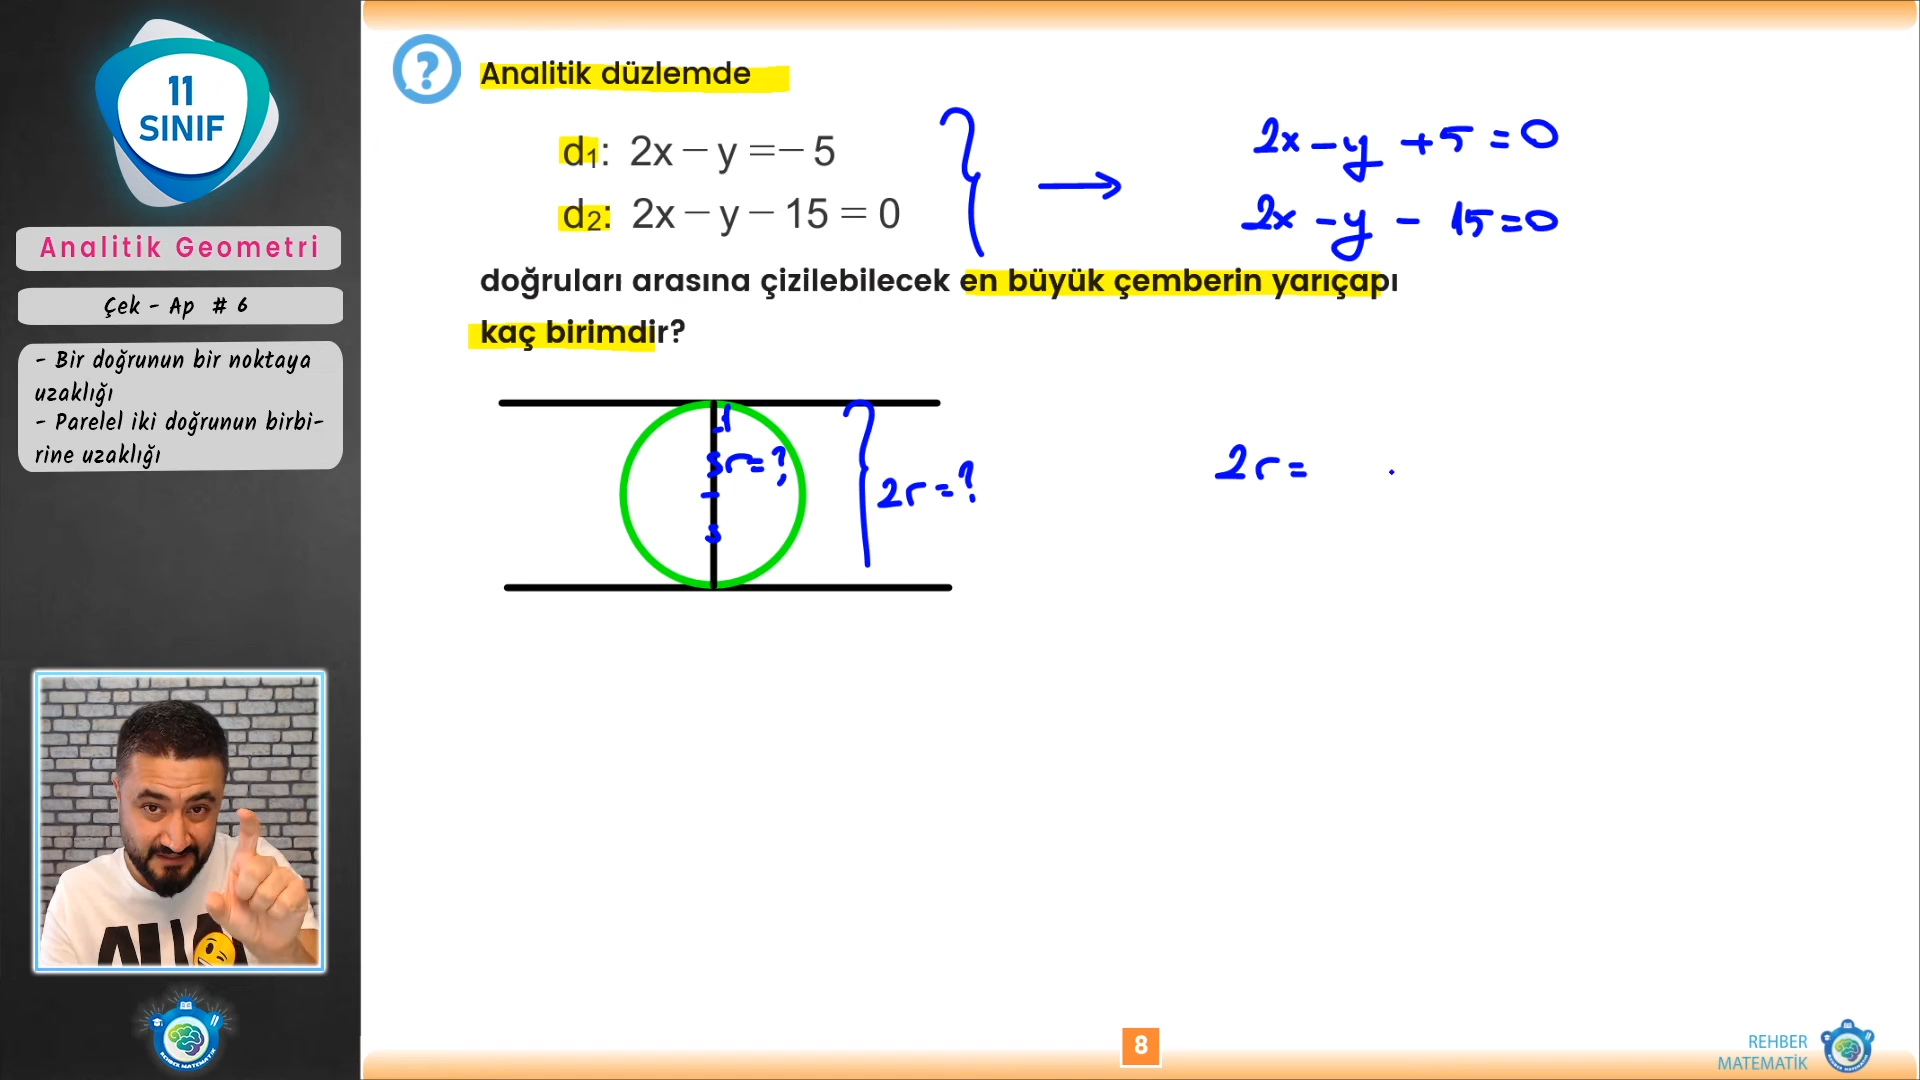 11
SINIF
Analitik Geometri
Çek - Ap # 6
- Bir doğrunun bir noktaya
uzaklığı
- Parelel iki doğrunun birbi-
rine uzaklığı
?
Analitik düzlemde
d1: 2x – y =– 5
d2: 2x – y – 15 = 0
2x - y + 5 = 0
2x - y - 15 = 0
doğruları arasına çizilebilecek en büyük çemberin yarıçapı
kaç birimdir?
r = ?
2r = ?
2r =
8
REHBER
MATEMATİK